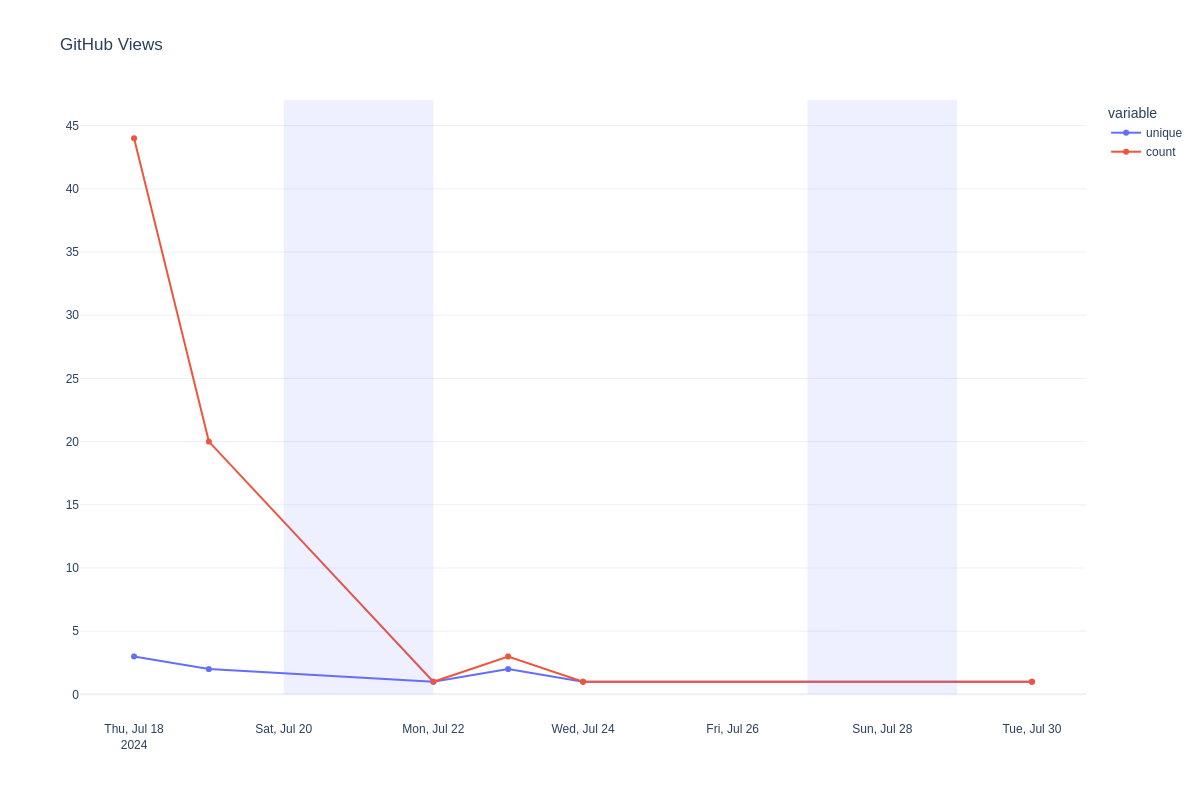 GitHub Views
variable
unique
count
45
40
35
30
25
20
15
10
5
0
Thu, Jul 18
2024
Sat, Jul 20
Mon, Jul 22
Wed, Jul 24
Fri, Jul 26
Sun, Jul 28
Tue, Jul 30